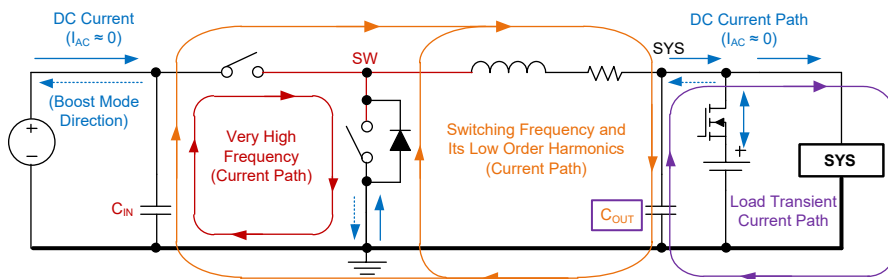 DC Current
(I_AC ≈ 0)
(Boost Mode
Direction)
SW
SYS
DC Current Path
(I_AC ≈ 0)
Very High
Frequency
(Current Path)
Switching Frequency and
Its Low Order Harmonics
(Current Path)
+
−
+
SYS
C_IN
C_OUT
Load Transient
Current Path